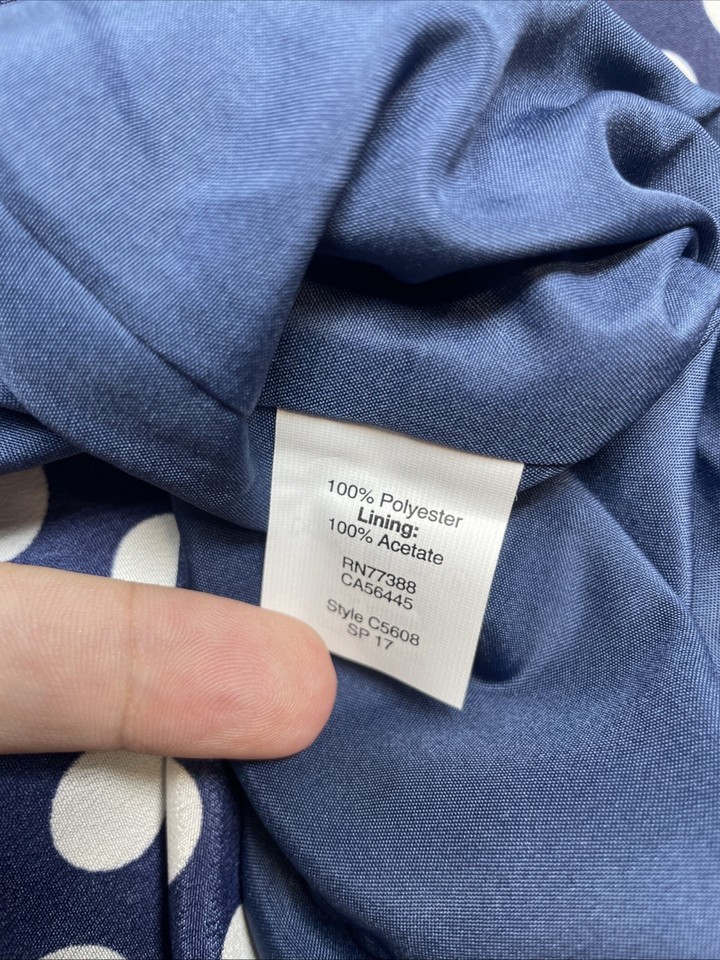 100% Polyester
Lining:
100% Acetate
RN77388
CA56445
Style C5608
SP 17